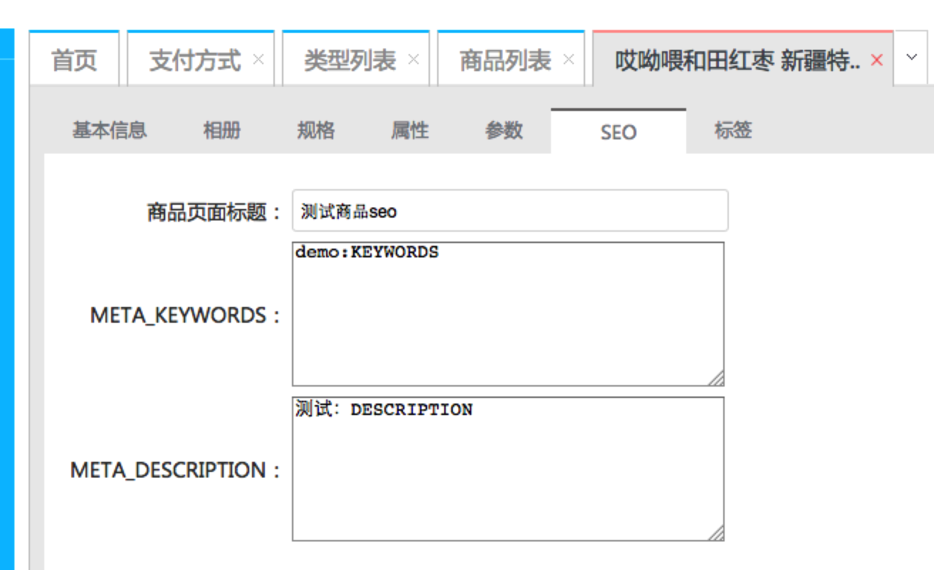 首页 支付方式 × 类型列表 × 商品列表 × 哎呦喂和田红枣 新疆特.. ×
基本信息 相册 规格 属性 参数 SEO 标签
商品页面标题： 测试商品seo
demo:KEYWORDS
META_KEYWORDS：
测试：DESCRIPTION
META_DESCRIPTION：